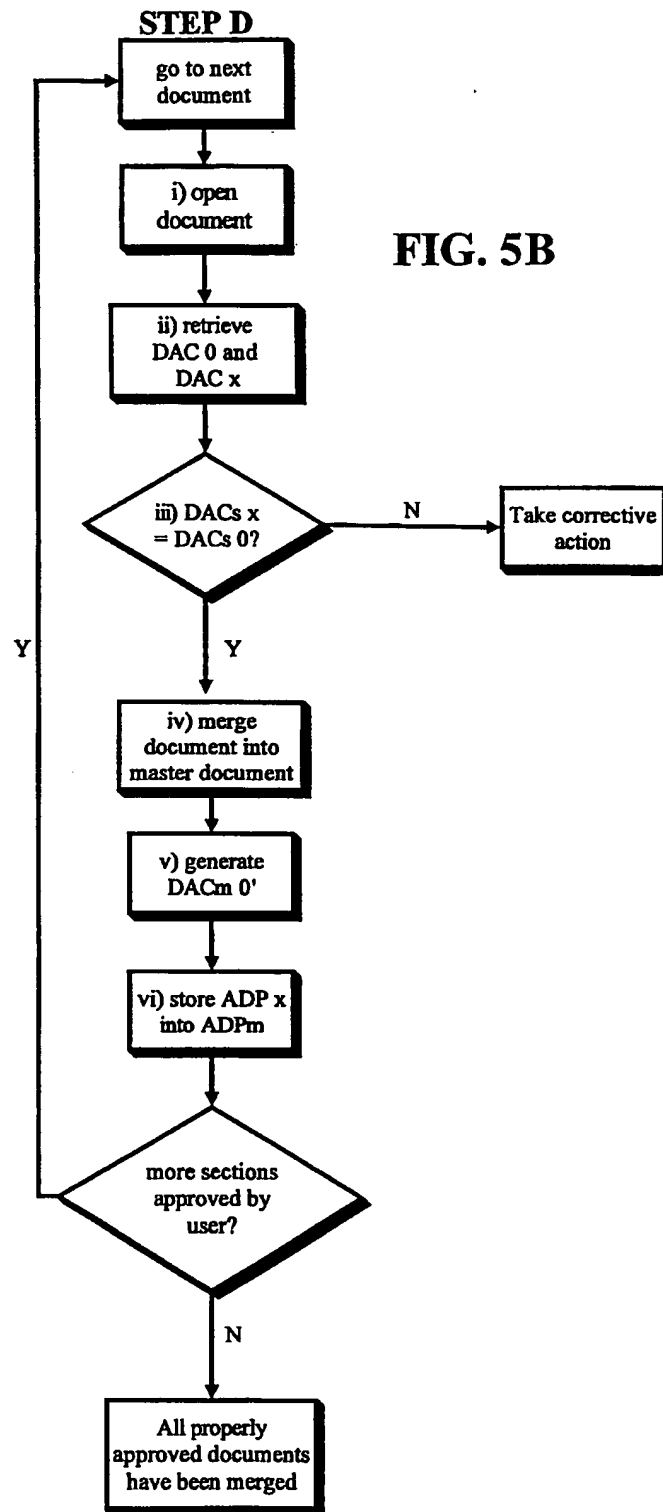 STEP D
go to next
document
i) open
document
FIG. 5B
ii) retrieve
DAC 0 and
DAC x
iii) DACs x
= DACs 0?
N
Take corrective
action
Y
Y
iv) merge
document into
master document
v) generate
DACm 0'
vi) store ADP x
into ADPm
more sections
approved by
user?
N
All properly
approved documents
have been merged